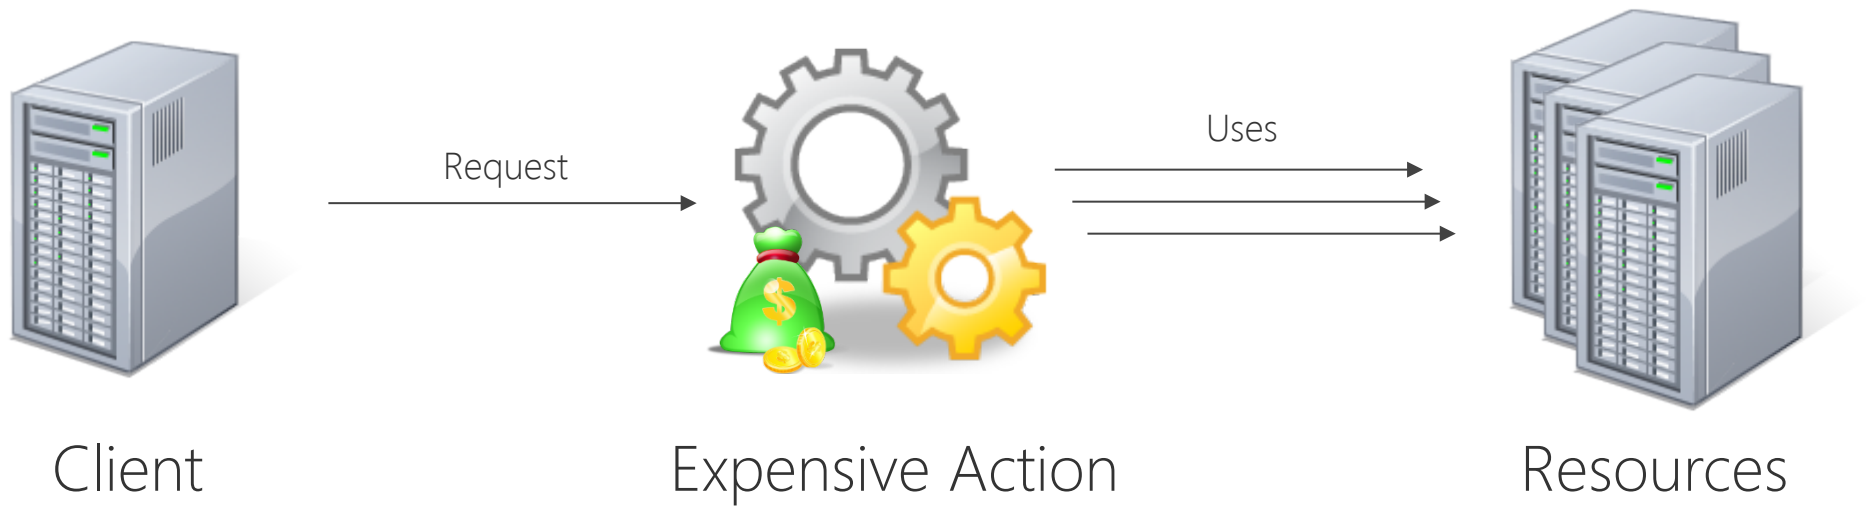 Request
Uses
Client
Expensive Action
Resources
$